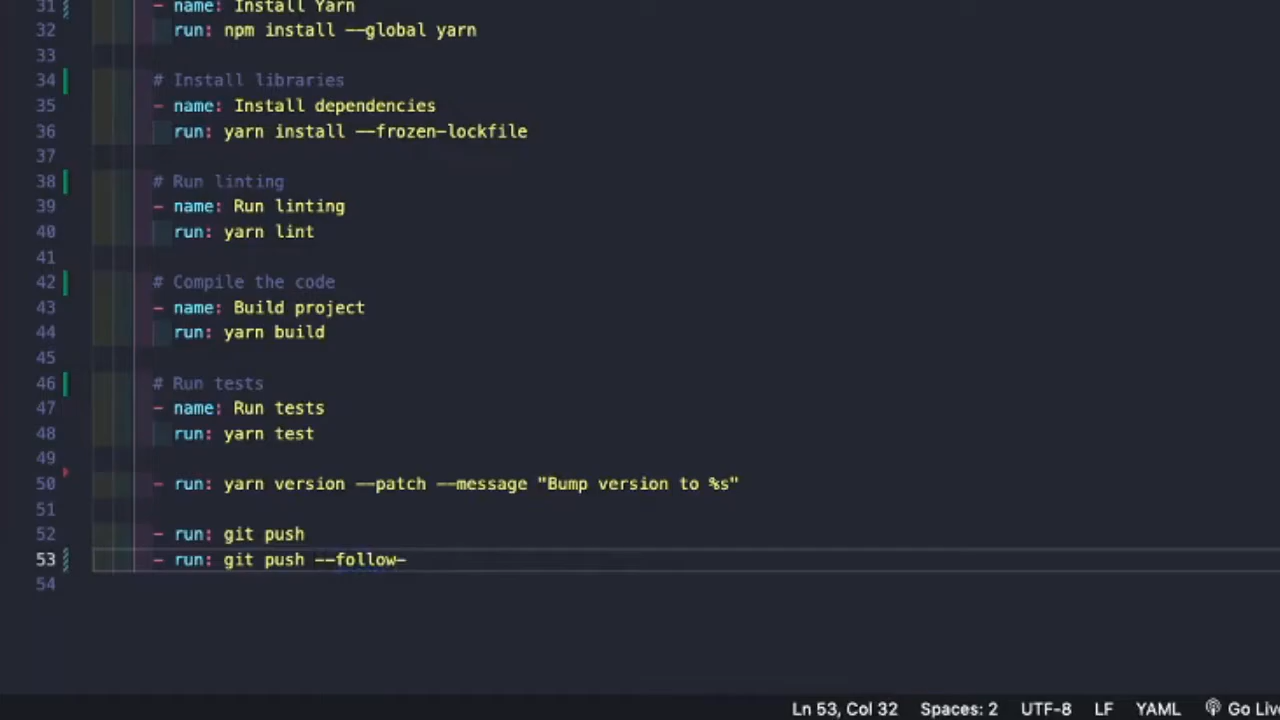 31 - name: Install Yarn
32 run: npm install --global yarn
33
34 # Install libraries
35 - name: Install dependencies
36 run: yarn install --frozen-lockfile
37
38 # Run linting
39 - name: Run linting
40 run: yarn lint
41
42 # Compile the code
43 - name: Build project
44 run: yarn build
45
46 # Run tests
47 - name: Run tests
48 run: yarn test
49
50 - run: yarn version --patch --message "Bump version to %s"
51
52 - run: git push
53 - run: git push --follow-
54
Ln 53, Col 32 Spaces: 2 UTF-8 LF YAML Go Live